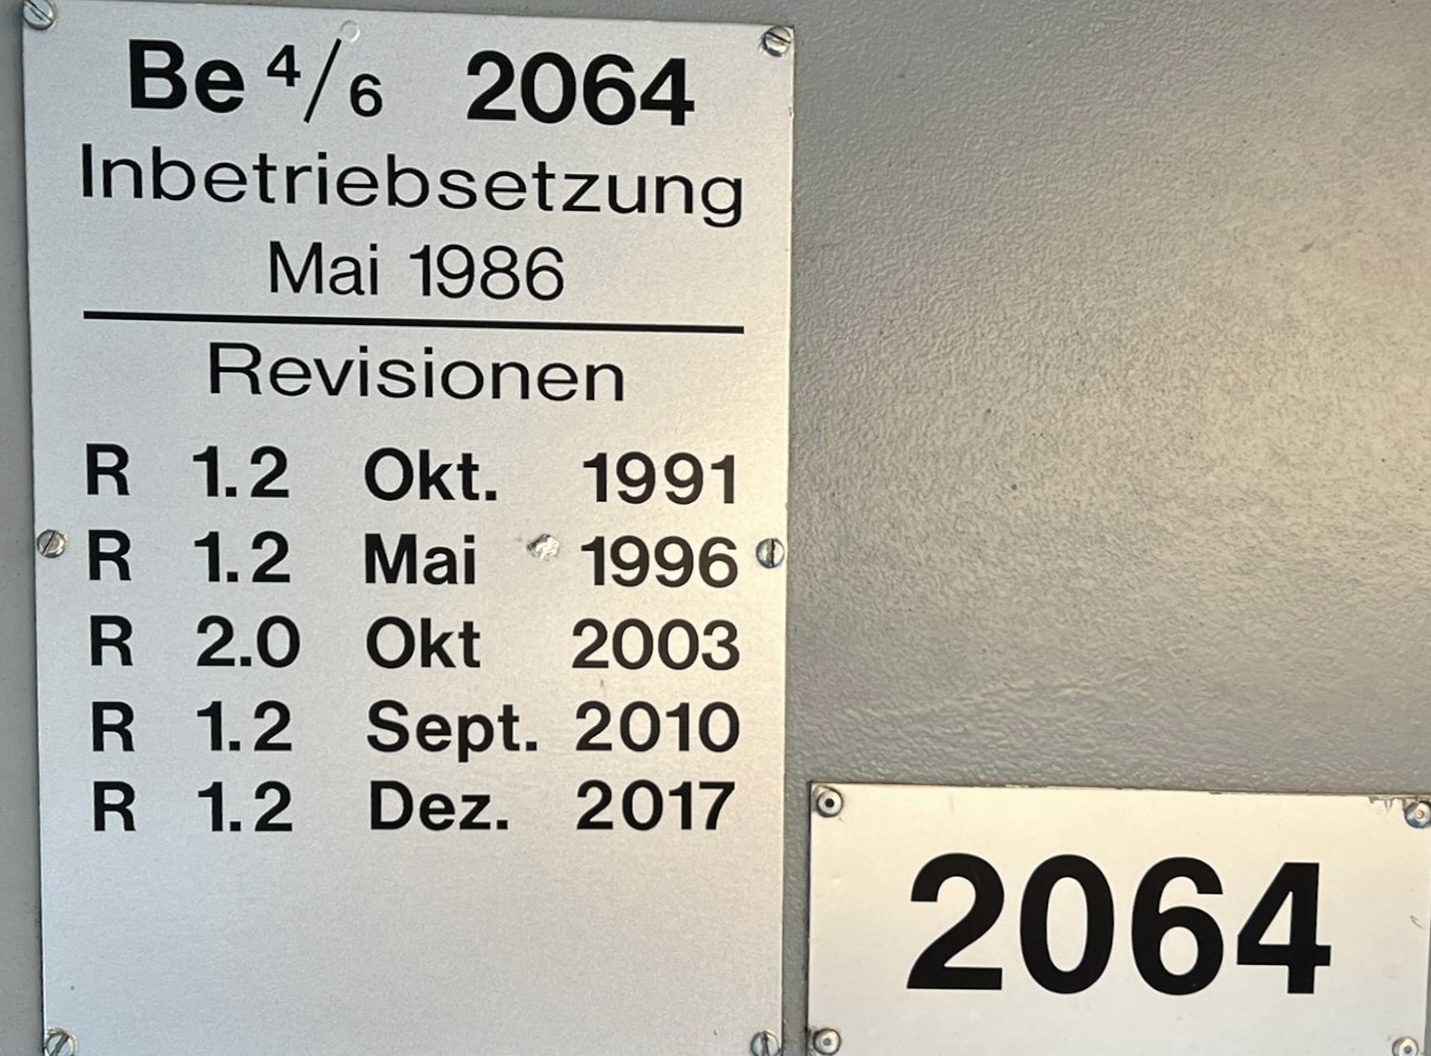 Be 4/6 2064
Inbetriebsetzung
Mai 1986
Revisionen
R 1.2 Okt. 1991
R 1.2 Mai 1996
R 2.0 Okt 2003
R 1.2 Sept. 2010
R 1.2 Dez. 2017
2064